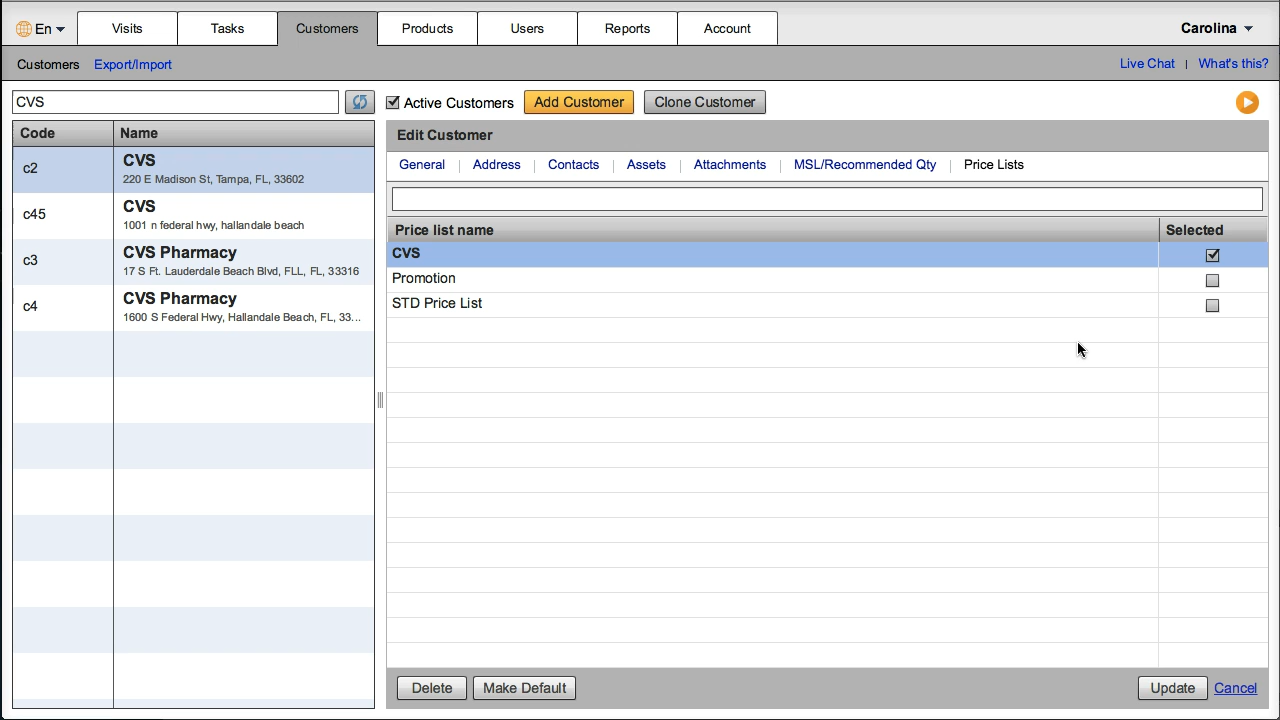 En
Visits
Tasks
Customers
Products
Users
Reports
Account
Carolina
Customers
Export/Import
Live Chat
What's this?
CVS
Active Customers
Add Customer
Clone Customer
Code
Name
c2
CVS
220 E Madison St, Tampa, FL, 33602
c45
CVS
1001 n federal hwy, hallandale beach
c3
CVS Pharmacy
17 S Ft. Lauderdale Beach Blvd, FLL, FL, 33316
c4
CVS Pharmacy
1600 S Federal Hwy, Hallandale Beach, FL, 33...
Edit Customer
General
Address
Contacts
Assets
Attachments
MSL/Recommended Qty
Price Lists
Price list name
Selected
CVS
Promotion
STD Price List
Delete
Make Default
Update
Cancel